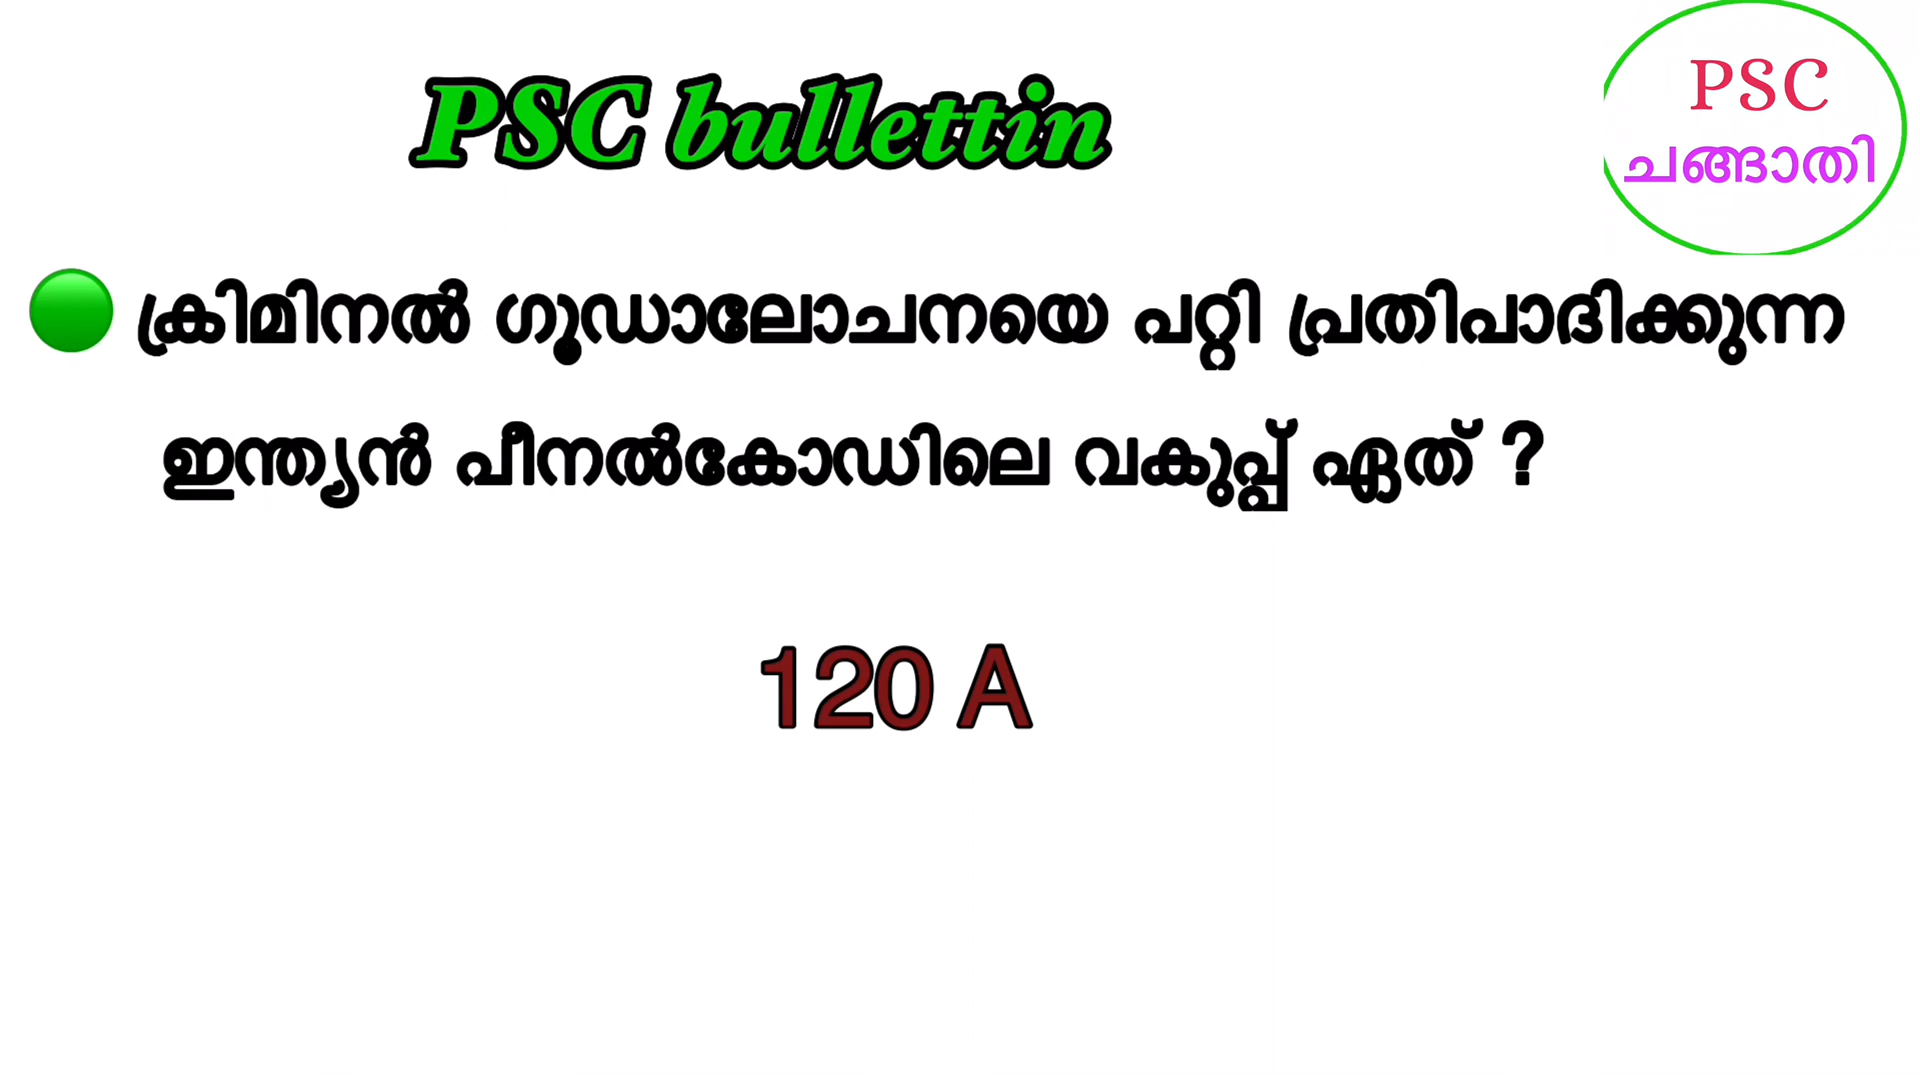 PSC bullettin
PSC
ചങ്ങാതി
ക്രിമിനൽ ഗൂഡാലോചനയെ പറ്റി പ്രതിപാദിക്കുന്ന
ഇന്ത്യൻ പീനൽകോഡിലെ വകുപ്പ് ഏത് ?
120 A